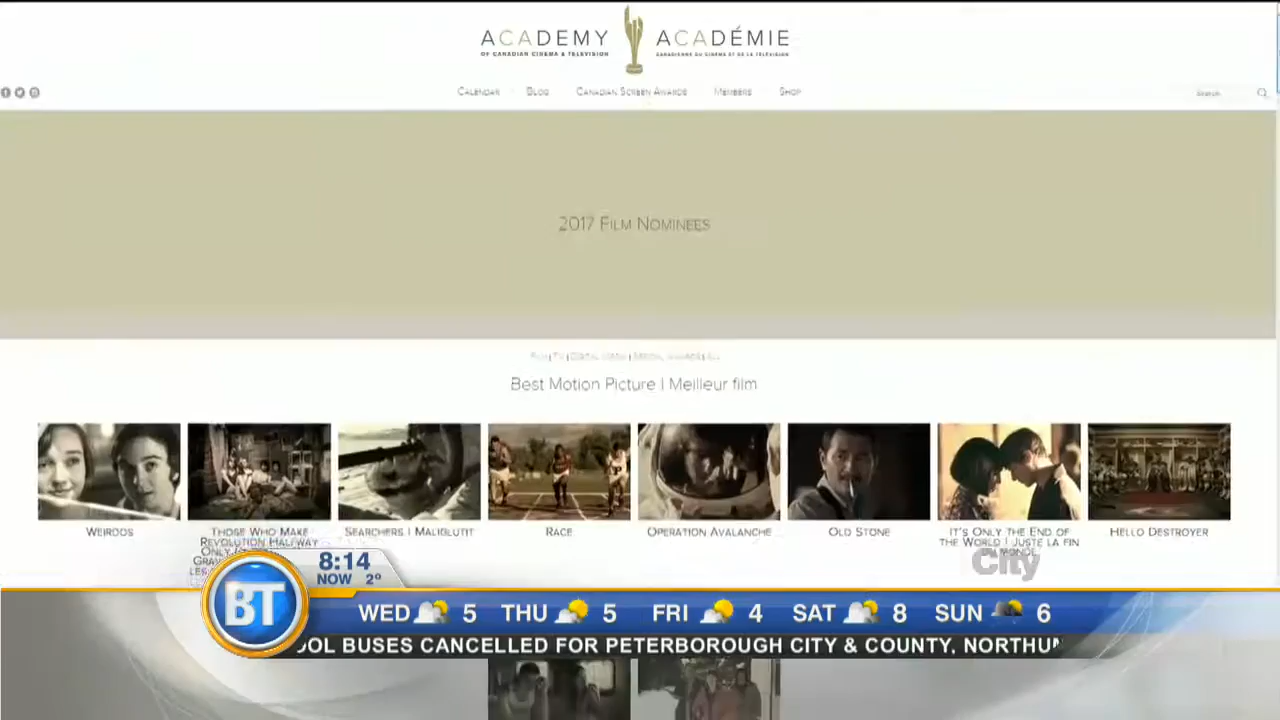 ACADEMY
OF CANADIAN CINEMA & TELEVISION
ACADÉMIE
CANADIENNE DU CINÉMA ET DE LA TÉLÉVISION
CALENDAR
BLOG
CANADIAN SCREEN AWARDS
MEMBERS
SHOP
Search
2017 FILM NOMINEES
Best Motion Picture | Meilleur film
WEIRDOS
THOSE WHO MAKE
REVOLUTION HALFWAY
SEARCHERS | MALIGLUTIT
RACE
OPERATION AVALANCHE
OLD STONE
IT'S ONLY THE END OF
THE WORLD | JUSTE LA FIN
DU MONDE
HELLO DESTROYER
City
8:14
NOW 2°
BT
WED 5 THU 5 FRI 4 SAT 8 SUN 6
OOL BUSES CANCELLED FOR PETERBOROUGH CITY & COUNTY, NORTHUM